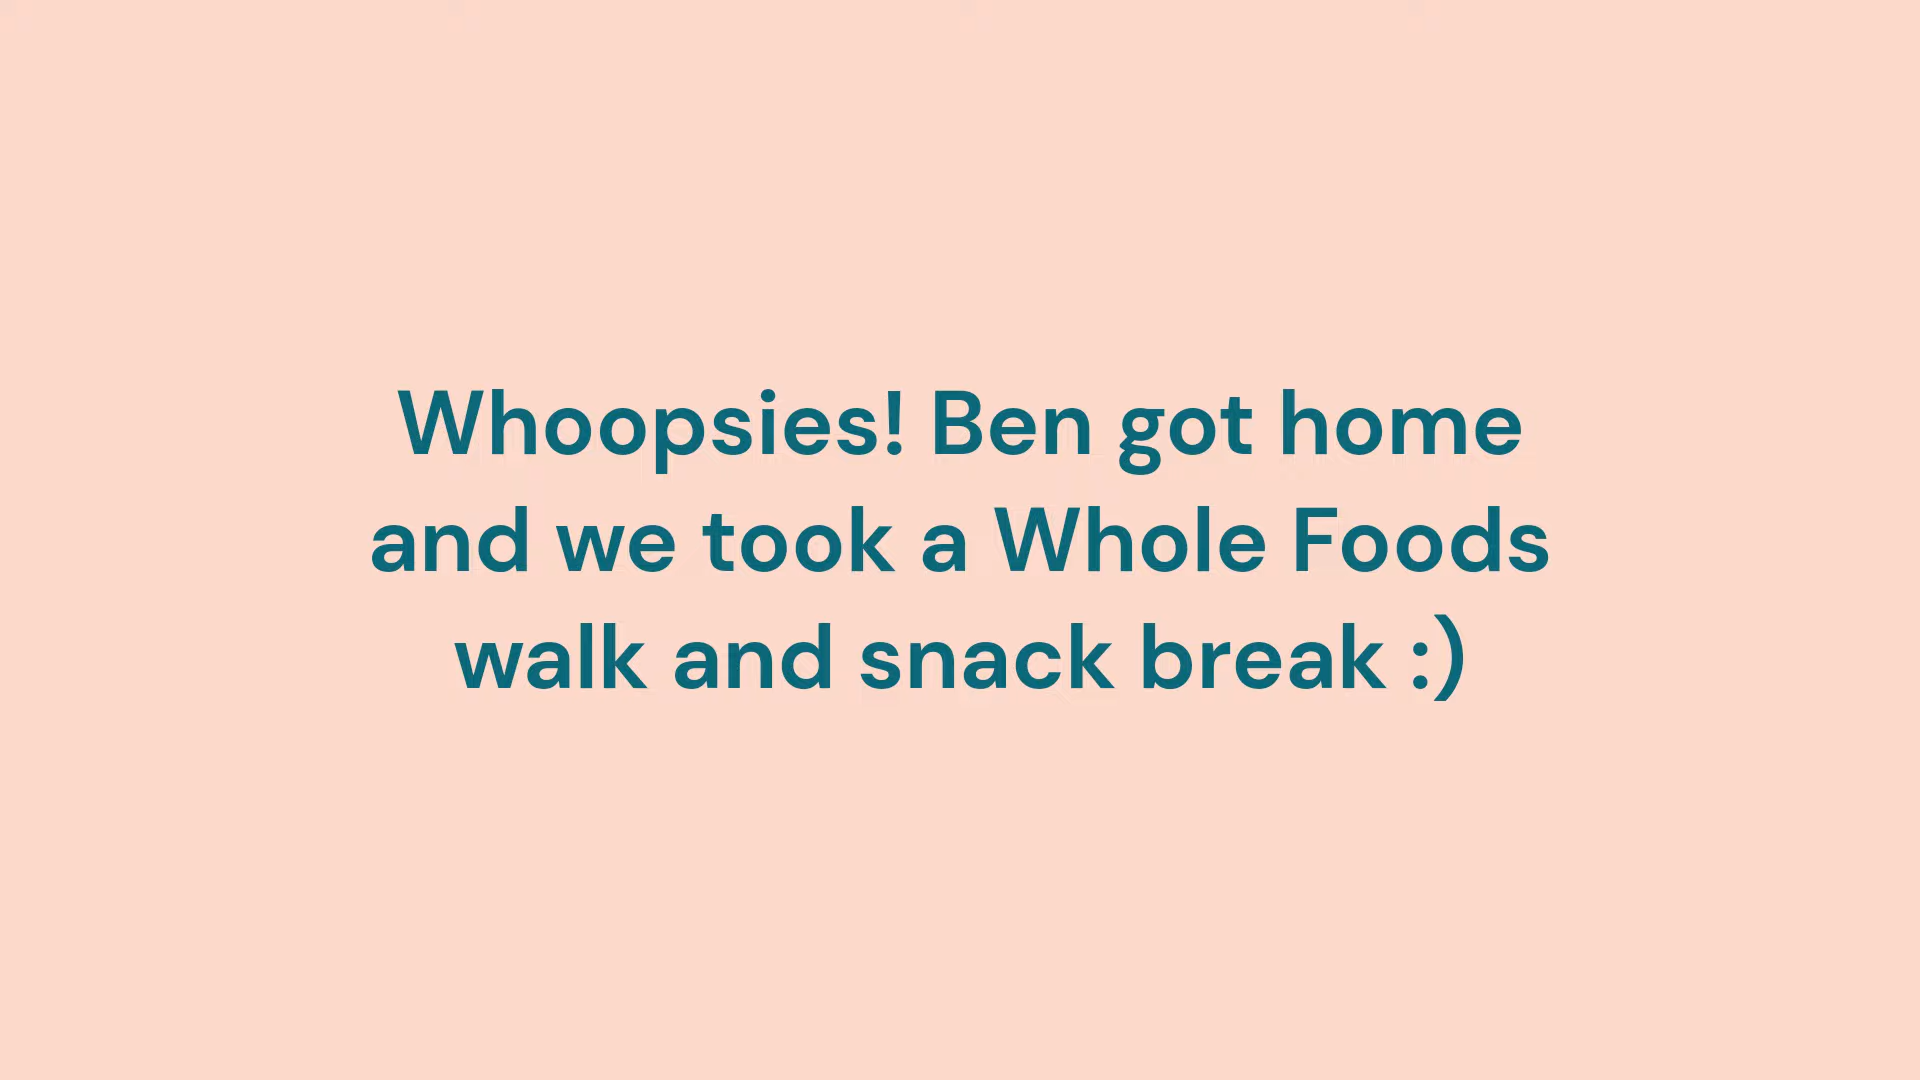 Whoopsies! Ben got home
and we took a Whole Foods
walk and snack break :)